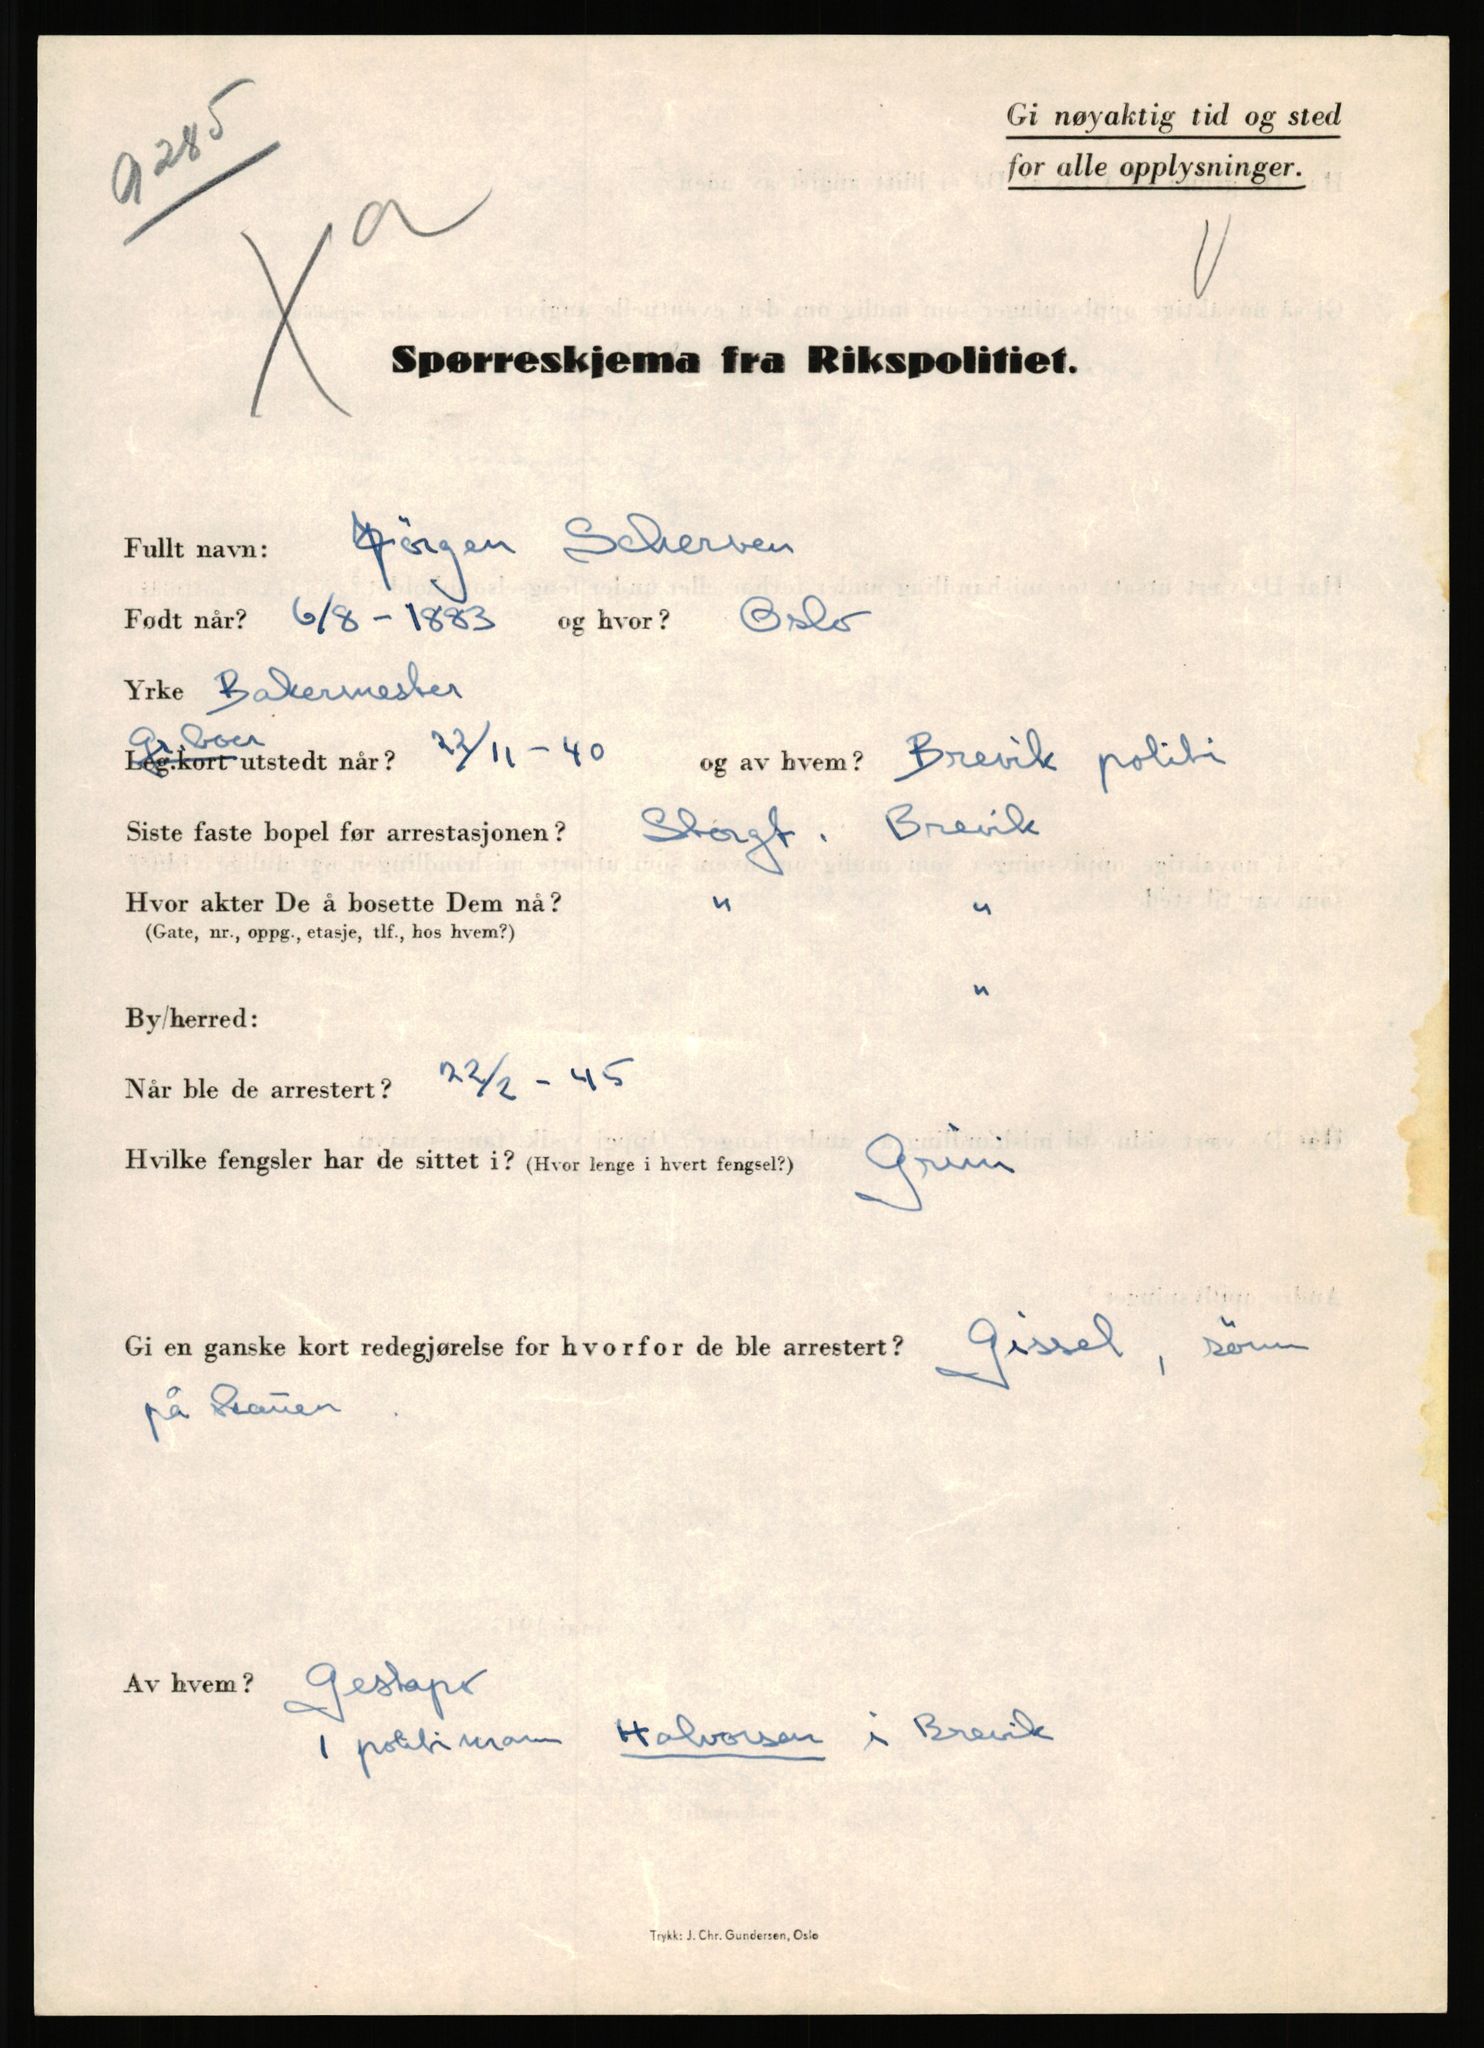 a285
Gi nøyaktig tid og sted
for alle opplysninger.
X a
Spørreskjema fra Rikspolitiet.
Fullt navn: Jörgen Scherven
Født når? 6/8 - 1883 og hvor? Oslo
Yrke Bakermester
Gr.boer
Leg.kort utstedt når? 22/11 - 40 og av hvem? Brevik politi
Siste faste bopel før arrestasjonen? Storgt. Brevik
Hvor akter De å bosette Dem nå? " "
(Gate, nr., oppg., etasje, tlf., hos hvem?)
"
By/herred:
Når ble de arrestert? 22/2 - 45
Hvilke fengsler har de sittet i? (Hvor lenge i hvert fengsel?) Grini
Gi en ganske kort redegjørelse for hvorfor de ble arrestert? Gissel, sönn
på
Av hvem? Gestapo
1 politimann Halvorsen i Brevik
Trykk: J. Chr. Gundersen, Oslo